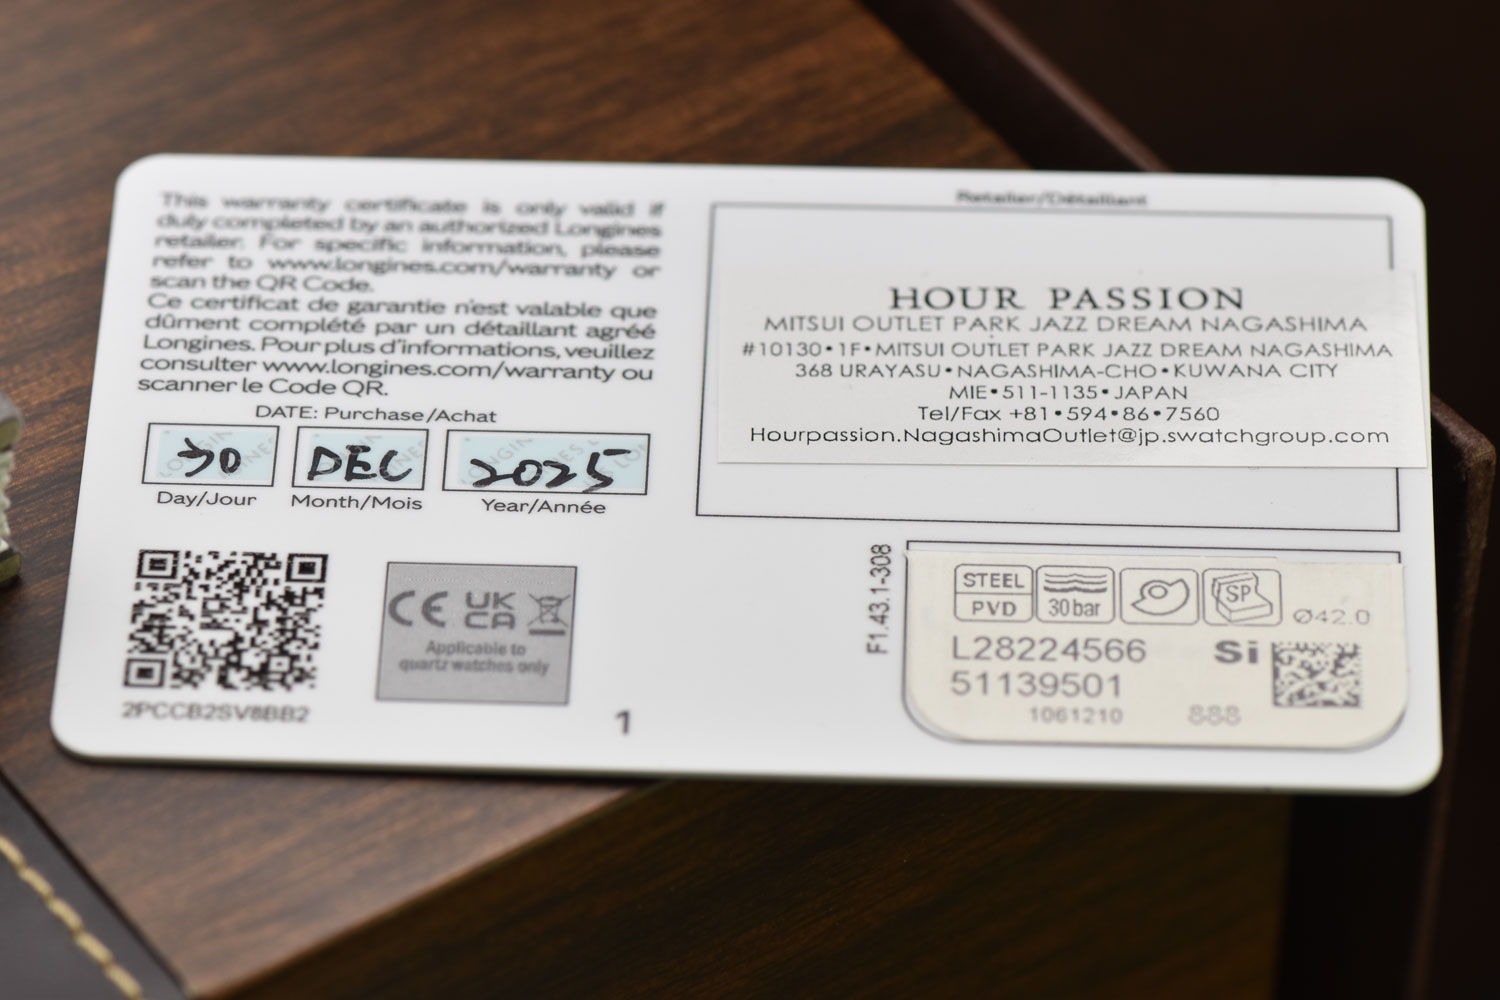 This warranty certificate is only valid if
duly completed by an authorized Longines
retailer. For specific information, please
refer to www.longines.com/warranty or
scan the QR Code.
Ce certificat de garantie n'est valable que
dûment complété par un détaillant agréé
Longines. Pour plus d'informations, veuillez
consulter www.longines.com/warranty ou
scanner le Code QR.
DATE: Purchase/Achat
30 DEC 2025
Day/Jour Month/Mois Year/Année
2PCCB2SV8BB2
CE UK CA
Applicable to
quartz watches only
1
Retailer/Détaillant
HOUR PASSION
MITSUI OUTLET PARK JAZZ DREAM NAGASHIMA
#10130•1F•MITSUI OUTLET PARK JAZZ DREAM NAGASHIMA
368 URAYASU•NAGASHIMA-CHO•KUWANA CITY
MIE•511-1135•JAPAN
Tel/Fax +81•594•86•7560
Hourpassion.NagashimaOutlet@jp.swatchgroup.com
F1.43.1-308
STEEL
PVD 30 bar SP Ø42.0
L28224566 Si
51139501
1061210 888